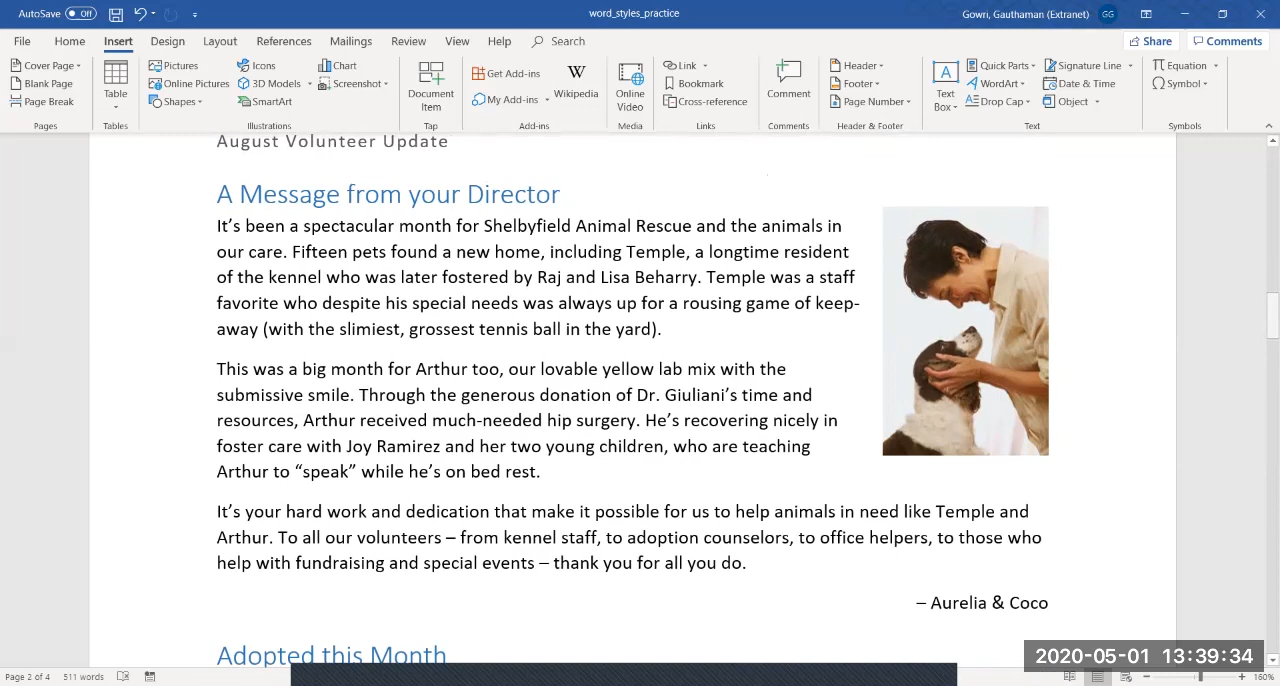 AutoSave Off word_styles_practice Gowri, Gauthaman (Extranet) GG
File Home Insert Design Layout References Mailings Review View Help Search Share Comments
Cover Page
Blank Page
Page Break
Pages
Table
Tables
Pictures Icons Chart
Online Pictures 3D Models Screenshot
Shapes SmartArt
Illustrations
Document
Item
Tap
Get Add-ins
My Add-ins
Wikipedia
Add-ins
Online
Video
Media
Link
Bookmark
Cross-reference
Links
Comment
Comments
Header
Footer
Page Number
Header & Footer
Text
Box
Quick Parts Signature Line
WordArt Date & Time
Drop Cap Object
Text
Equation
Symbol
Symbols
August Volunteer Update
A Message from your Director
It’s been a spectacular month for Shelbyfield Animal Rescue and the animals in
our care. Fifteen pets found a new home, including Temple, a longtime resident
of the kennel who was later fostered by Raj and Lisa Beharry. Temple was a staff
favorite who despite his special needs was always up for a rousing game of keep-
away (with the slimiest, grossest tennis ball in the yard).
This was a big month for Arthur too, our lovable yellow lab mix with the
submissive smile. Through the generous donation of Dr. Giuliani’s time and
resources, Arthur received much-needed hip surgery. He’s recovering nicely in
foster care with Joy Ramirez and her two young children, who are teaching
Arthur to “speak” while he’s on bed rest.
It’s your hard work and dedication that make it possible for us to help animals in need like Temple and
Arthur. To all our volunteers – from kennel staff, to adoption counselors, to office helpers, to those who
help with fundraising and special events – thank you for all you do.
– Aurelia & Coco
Adopted this Month
2020-05-01 13:39:34
Page 2 of 4 511 words 160%